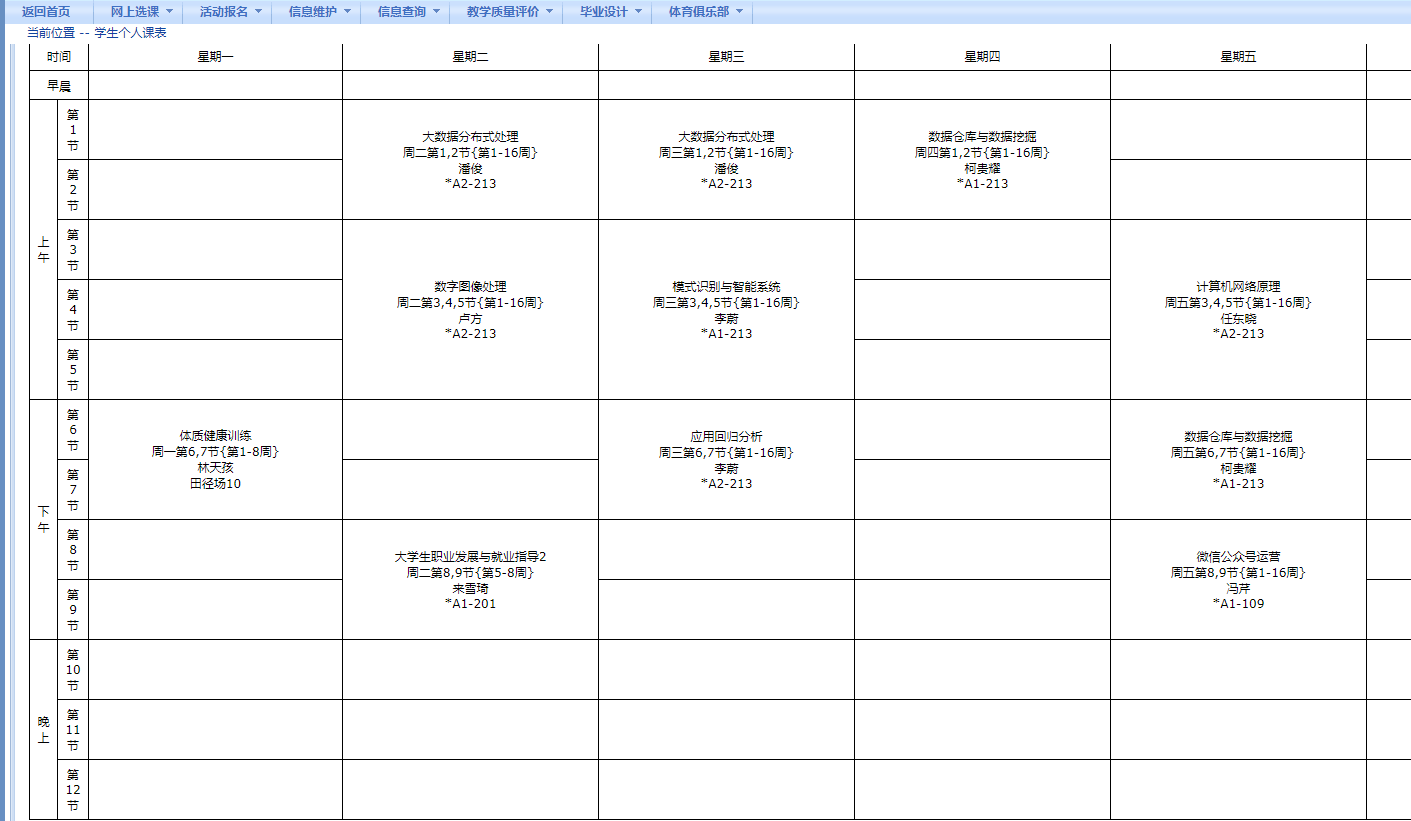 返回首页 网上选课 活动报名 信息维护 信息查询 教学质量评价 毕业设计 体育俱乐部
当前位置 -- 学生个人课表
时间 星期一 星期二 星期三 星期四 星期五
早晨
上午
第1节
大数据分布式处理
周二第1,2节{第1-16周}
潘俊
*A2-213
大数据分布式处理
周三第1,2节{第1-16周}
潘俊
*A2-213
数据仓库与数据挖掘
周四第1,2节{第1-16周}
柯贵耀
*A1-213
第2节
第3节
数字图像处理
周二第3,4,5节{第1-16周}
卢方
*A2-213
模式识别与智能系统
周三第3,4,5节{第1-16周}
李蔚
*A1-213
计算机网络原理
周五第3,4,5节{第1-16周}
任东晓
*A2-213
第4节
第5节
下午
第6节
体质健康训练
周一第6,7节{第1-8周}
林天孩
田径场10
应用回归分析
周三第6,7节{第1-16周}
李蔚
*A2-213
数据仓库与数据挖掘
周五第6,7节{第1-16周}
柯贵耀
*A1-213
第7节
第8节
大学生职业发展与就业指导2
周二第8,9节{第5-8周}
来雪琦
*A1-201
微信公众号运营
周五第8,9节{第1-16周}
冯芹
*A1-109
第9节
晚上
第10节
第11节
第12节